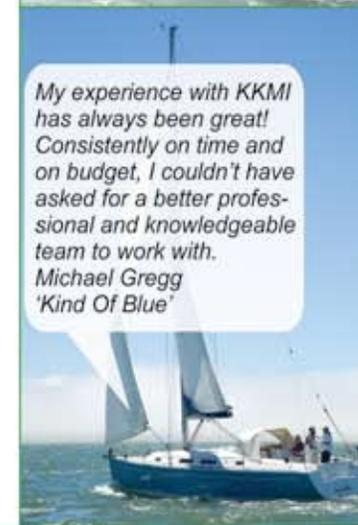 My experience with KKMI
has always been great!
Consistently on time and
on budget, I couldn't have
asked for a better profes-
sional and knowledgeable
team to work with.
Michael Gregg
'Kind Of Blue'